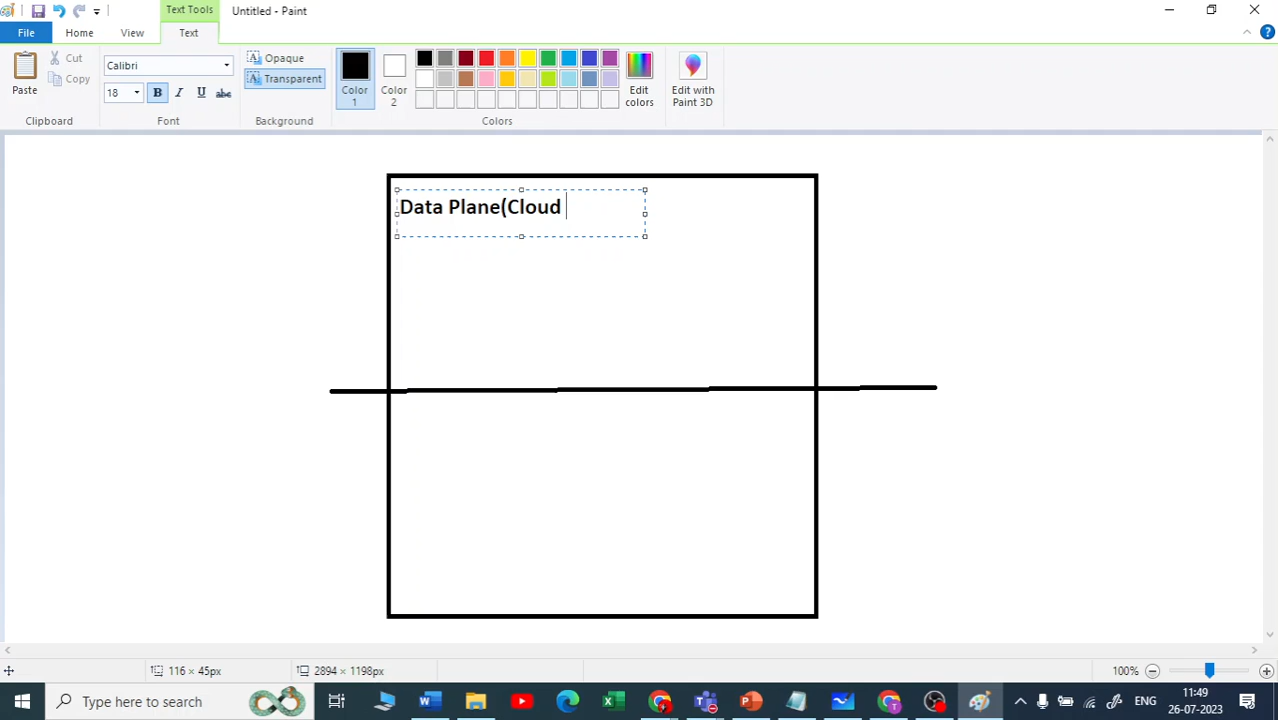 Text Tools
Untitled - Paint
File
Home
View
Text
Paste
Cut
Copy
Clipboard
Calibri
18
B
I
U
abc
Font
Opaque
Transparent
Background
Color 1
Color 2
Edit colors
Colors
Edit with Paint 3D
Data Plane(Cloud
116 × 45px
2894 × 1198px
100%
Type here to search
ENG
11:49
26-07-2023